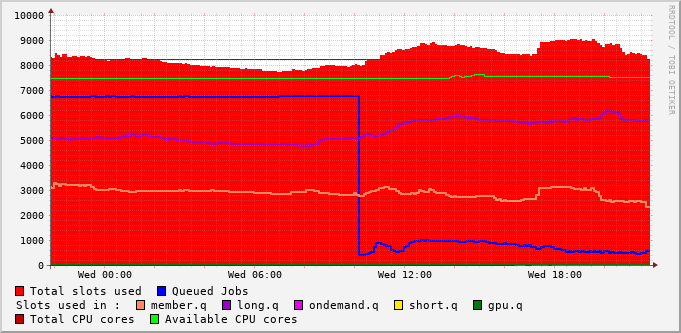 10000
9000
8000
7000
6000
5000
4000
3000
2000
1000
0
Wed 00:00 Wed 06:00 Wed 12:00 Wed 18:00
RRDTOOL / TOBI OETIKER
Total slots used Queued Jobs
Slots used in : member.q long.q ondemand.q short.q gpu.q
Total CPU cores Available CPU cores